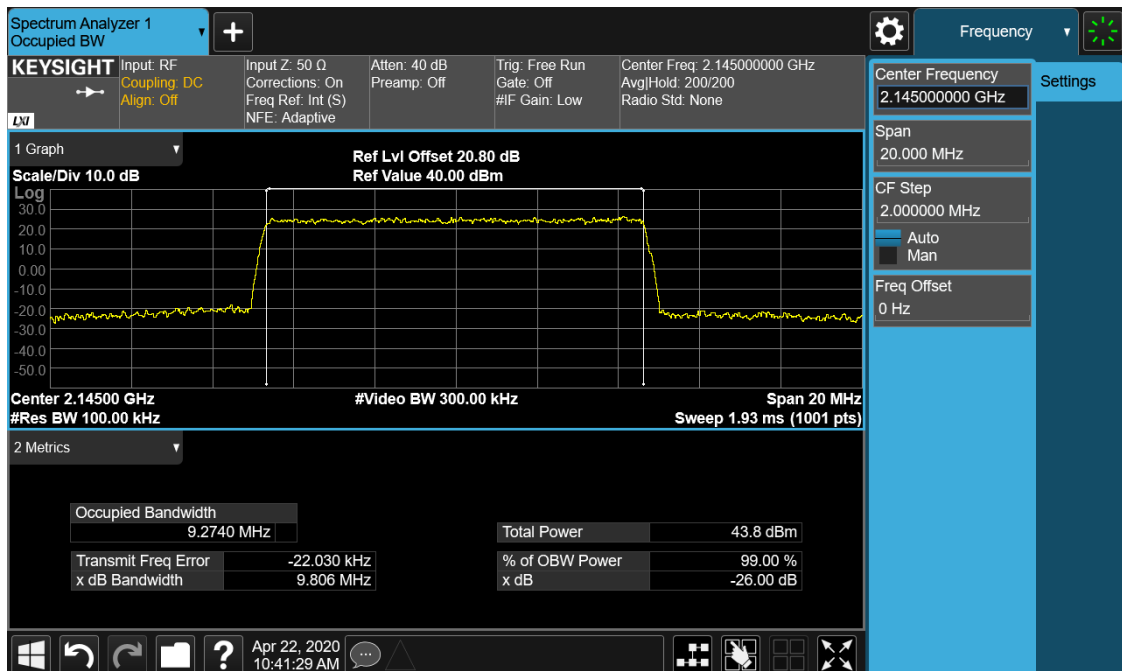 Spectrum Analyzer 1
Occupied BW
+
Frequency
KEYSIGHT
LXI
Input: RF
Coupling: DC
Align: Off
Input Z: 50 Ω
Corrections: On
Freq Ref: Int (S)
NFE: Adaptive
Atten: 40 dB
Preamp: Off
Trig: Free Run
Gate: Off
#IF Gain: Low
Center Freq: 2.145000000 GHz
Avg|Hold: 200/200
Radio Std: None
Center Frequency
2.145000000 GHz
Settings
Span
20.000 MHz
CF Step
2.000000 MHz
Auto
Man
Freq Offset
0 Hz
1 Graph
Scale/Div 10.0 dB
Ref Lvl Offset 20.80 dB
Ref Value 40.00 dBm
Log
30.0
20.0
10.0
0.00
-10.0
-20.0
-30.0
-40.0
-50.0
Center 2.14500 GHz
#Video BW 300.00 kHz
Span 20 MHz
#Res BW 100.00 kHz
Sweep 1.93 ms (1001 pts)
2 Metrics
Occupied Bandwidth
9.2740 MHz
Total Power 43.8 dBm
Transmit Freq Error -22.030 kHz
% of OBW Power 99.00 %
x dB Bandwidth 9.806 MHz
x dB -26.00 dB
?
Apr 22, 2020
10:41:29 AM